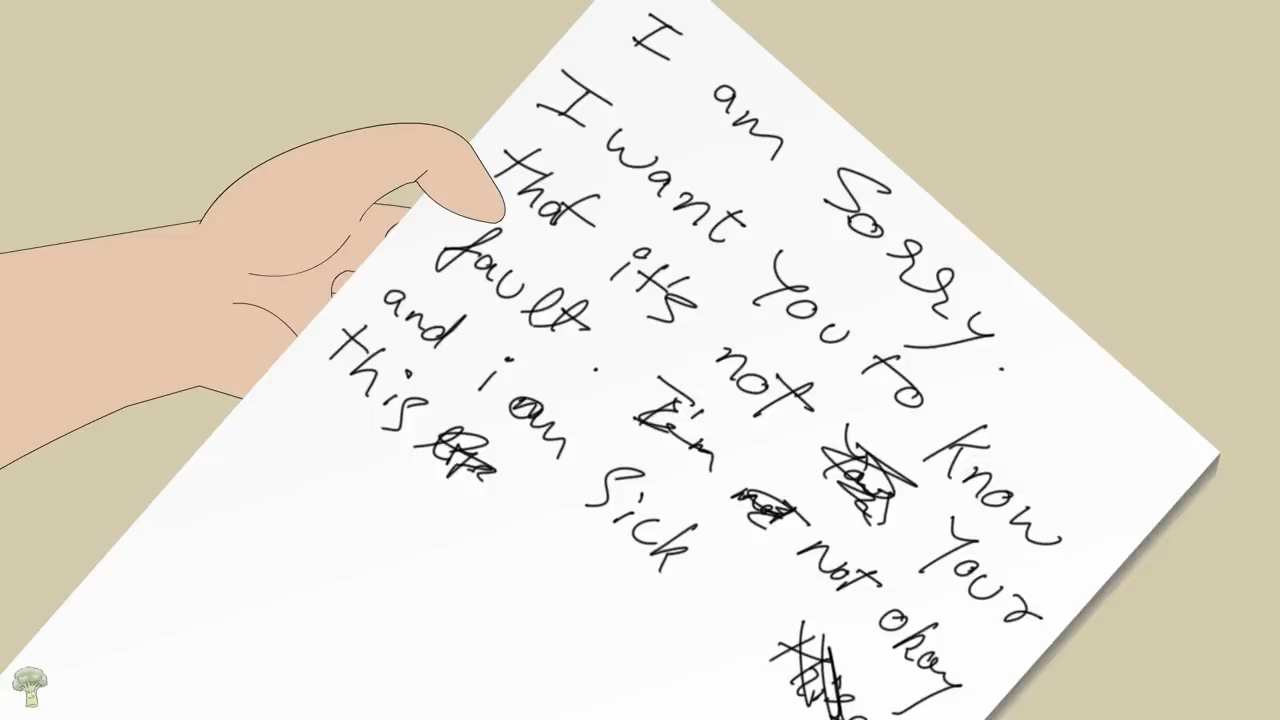 I am Sorry.
I want You to Know
that it's not your
fault. I'm not okay
and i am sick
this